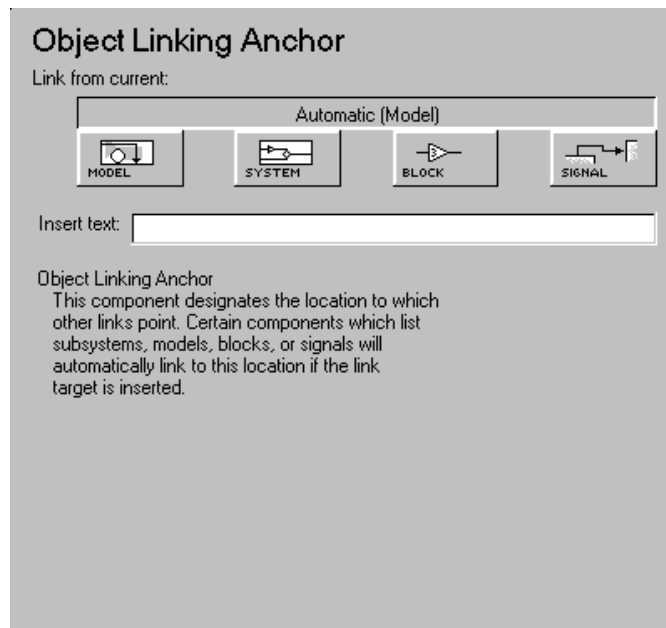 Object Linking Anchor
Link from current:
Automatic (Model)
MODEL
SYSTEM
BLOCK
SIGNAL
Insert text:
Object Linking Anchor
This component designates the location to which
other links point. Certain components which list
subsystems, models, blocks, or signals will
automatically link to this location if the link
target is inserted.